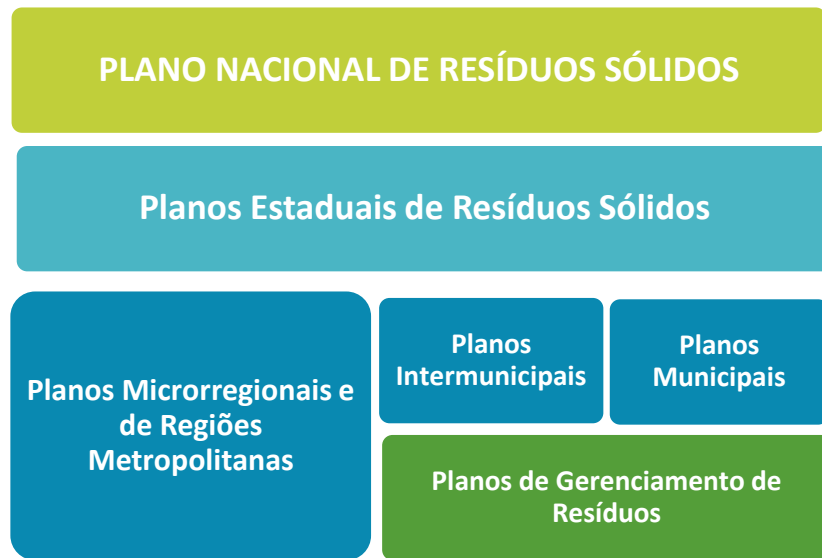 PLANO NACIONAL DE RESÍDUOS SÓLIDOS
Planos Estaduais de Resíduos Sólidos
Planos Microrregionais e
de Regiões
Metropolitanas
Planos
Intermunicipais
Planos
Municipais
Planos de Gerenciamento de
Resíduos